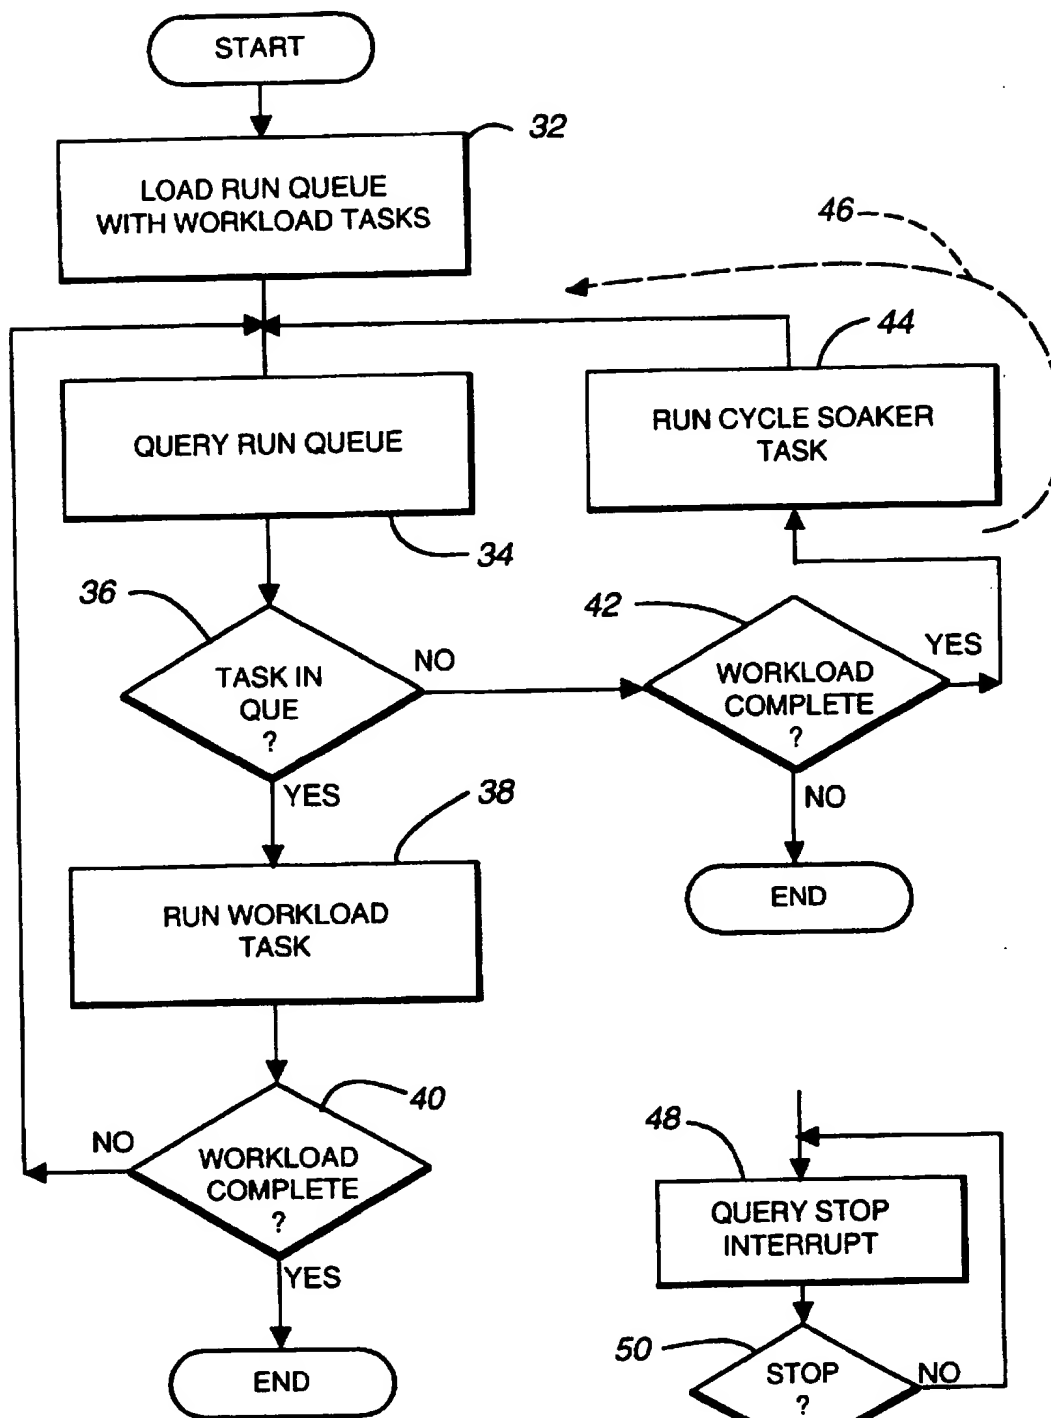 START
32
LOAD RUN QUEUE
WITH WORKLOAD TASKS
46
44
QUERY RUN QUEUE
RUN CYCLE SOAKER
TASK
34
36
TASK IN
QUE
?
NO
42
WORKLOAD
COMPLETE
?
YES
YES
NO
38
RUN WORKLOAD
TASK
END
40
NO
WORKLOAD
COMPLETE
?
YES
END
48
QUERY STOP
INTERRUPT
50
STOP
?
NO